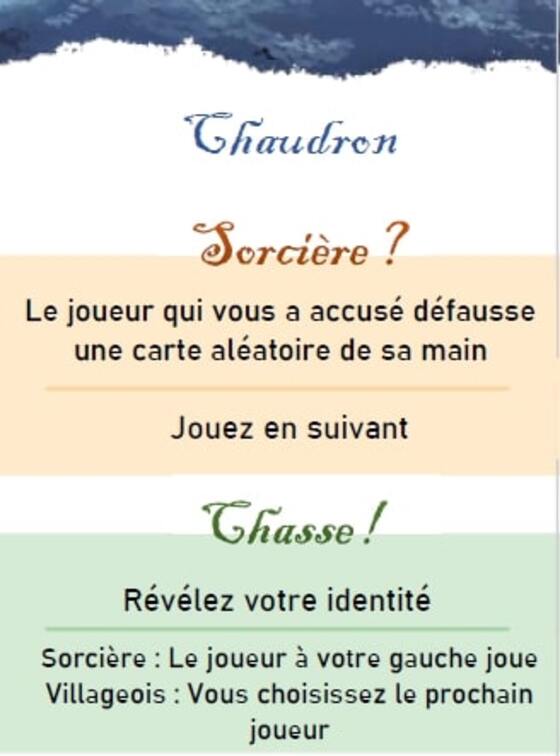 Chaudron
Sorcière ?
Le joueur qui vous a accusé défausse
une carte aléatoire de sa main
Jouez en suivant
Chasse !
Révélez votre identité
Sorcière : Le joueur à votre gauche joue
Villageois : Vous choisissez le prochain
joueur